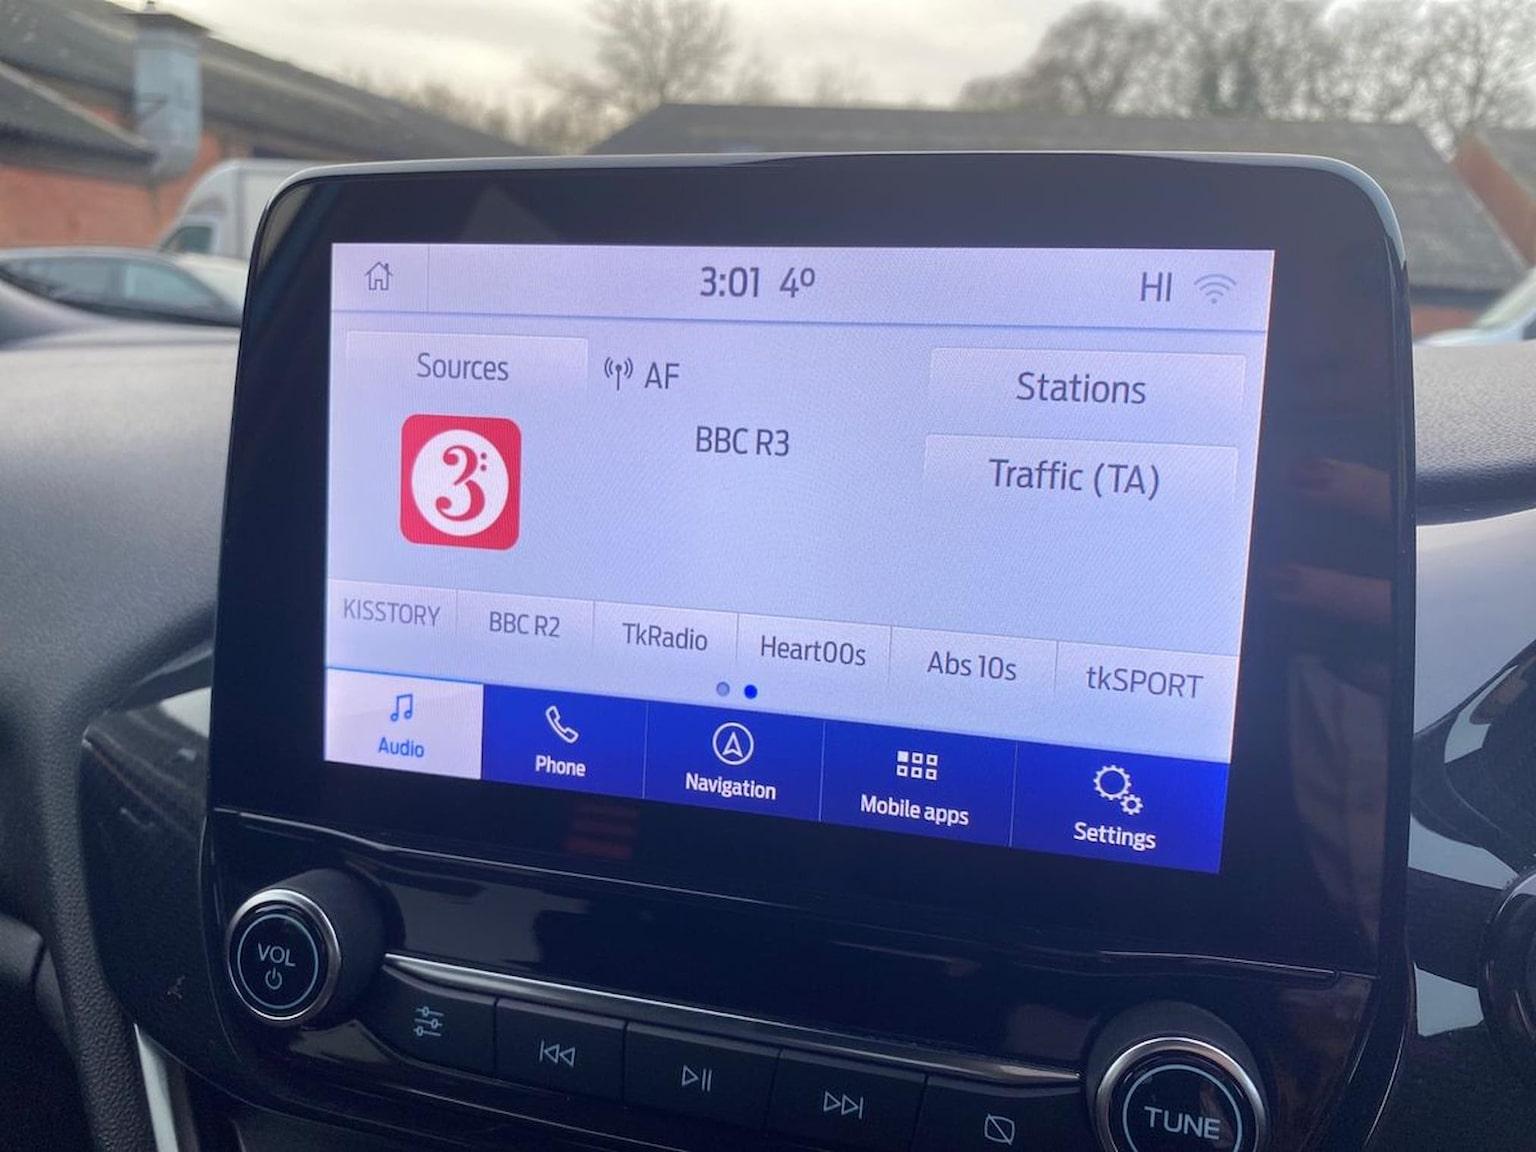 3:01 4° HI
Sources AF Stations
3:
BBC R3
Traffic (TA)
KISSTORY BBC R2 TkRadio Heart00s Abs 10s tkSPORT
Audio Phone Navigation Mobile apps Settings
VOL
TUNE